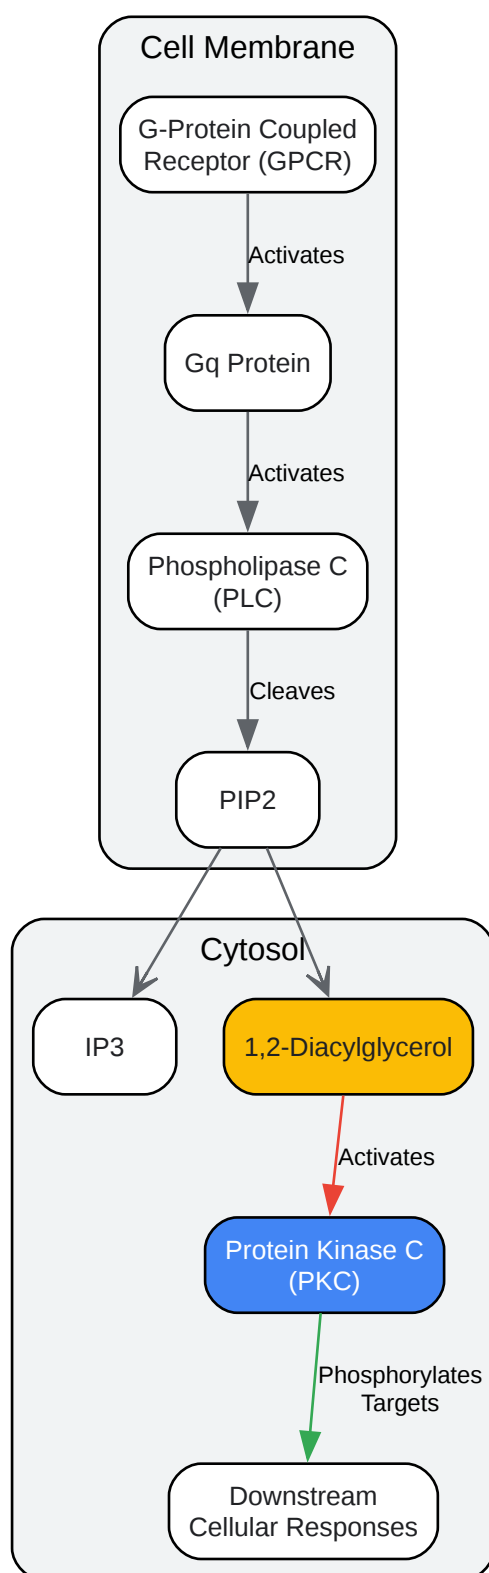 Cell Membrane
G-Protein Coupled
Receptor (GPCR)
Activates
Gq Protein
Activates
Phospholipase C
(PLC)
Cleaves
PIP2
Cytosol
IP3
1,2-Diacylglycerol
Activates
Protein Kinase C
(PKC)
Phosphorylates
Targets
Downstream
Cellular Responses